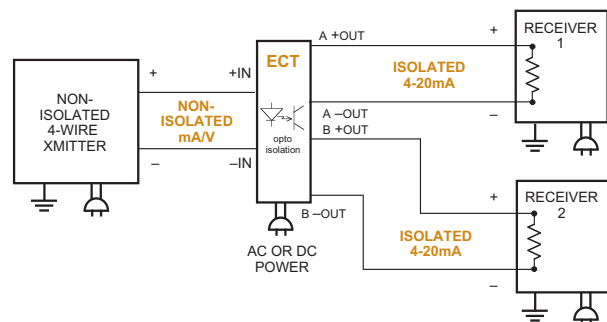 NON-
ISOLATED
4-WIRE
XMITTER
+
–
NON-
ISOLATED
mA/V
+IN
–IN
ECT
opto
isolation
AC OR DC
POWER
A +OUT
ISOLATED
4-20mA
A –OUT
B +OUT
B –OUT
ISOLATED
4-20mA
+
–
RECEIVER
1
+
–
RECEIVER
2